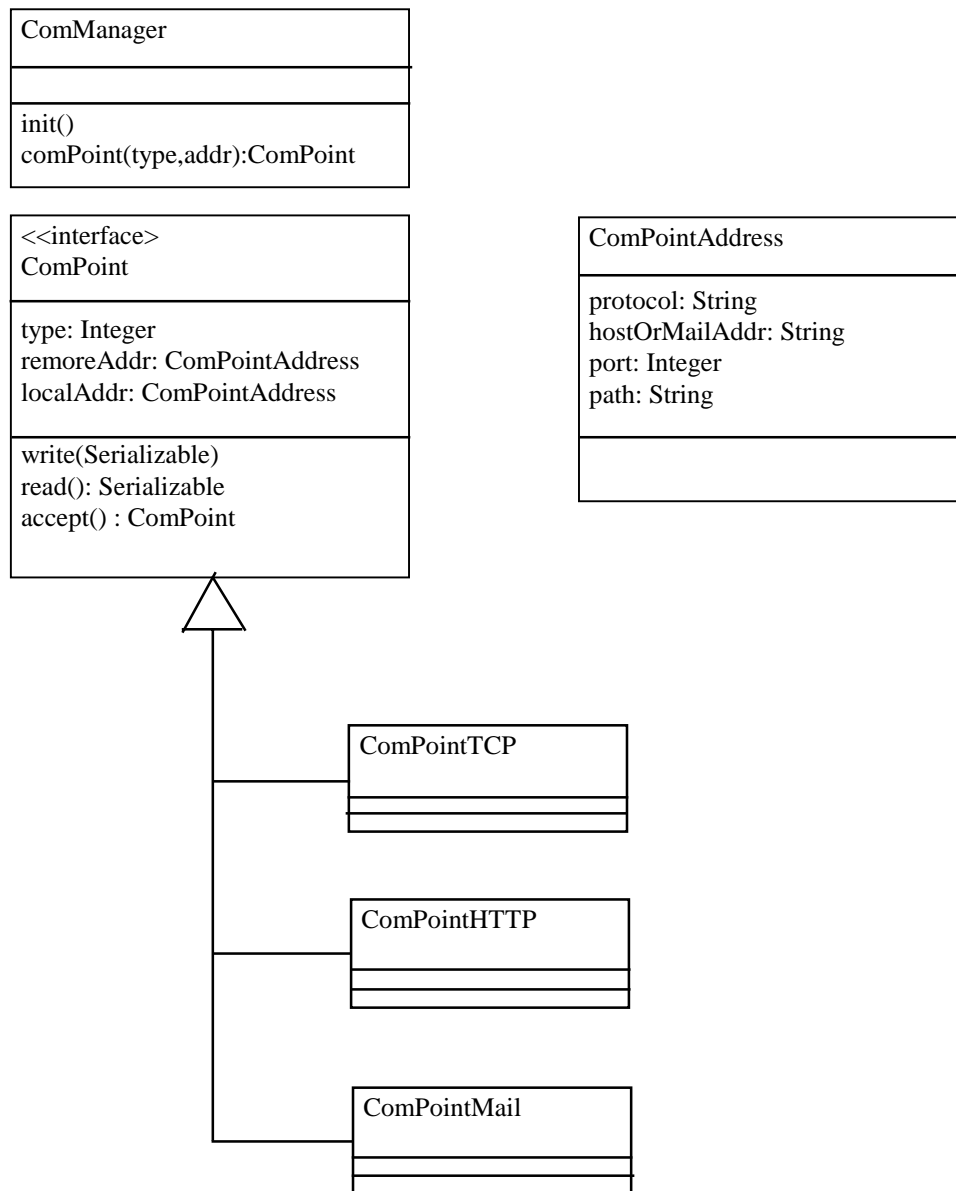 ComManager
init()
comPoint(type,addr):ComPoint
<<interface>
ComPoint
type: Integer
remoreAddr: ComPointAddress
localAddr: ComPointAddress
write(Serializable)
read(): Serializable
accept() : ComPoint
ComPointAddress
protocol: String
hostOrMailAddr: String
port: Integer
path: String
ComPointTCP
ComPointHTTP
ComPointMail